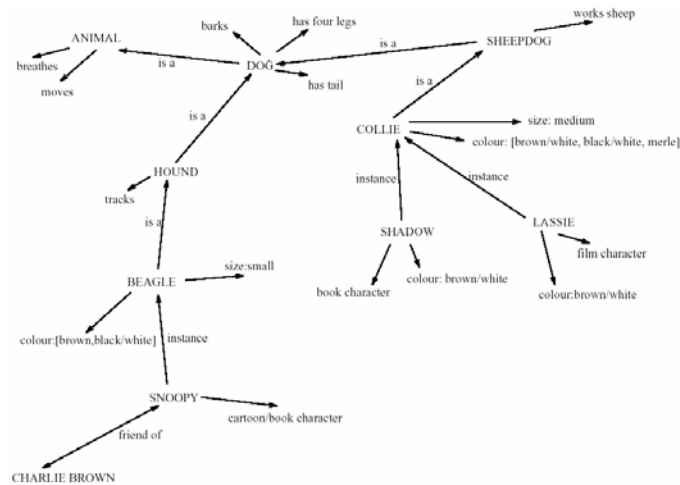 works sheep
has four legs
barks
ANIMAL
is a
SHEEPDOG
breathes
is a
DOG
has tail
moves
is a
is a
size: medium
COLLIE
colour: [brown/white, black/white, merle]
HOUND
instance
instance
tracks
is a
SHADOW
LASSIE
film character
size:small
colour: brown/white
BEAGLE
book character
colour:brown/white
colour:[brown,black/white]
instance
SNOOPY
cartoon/book character
friend of
CHARLIE BROWN